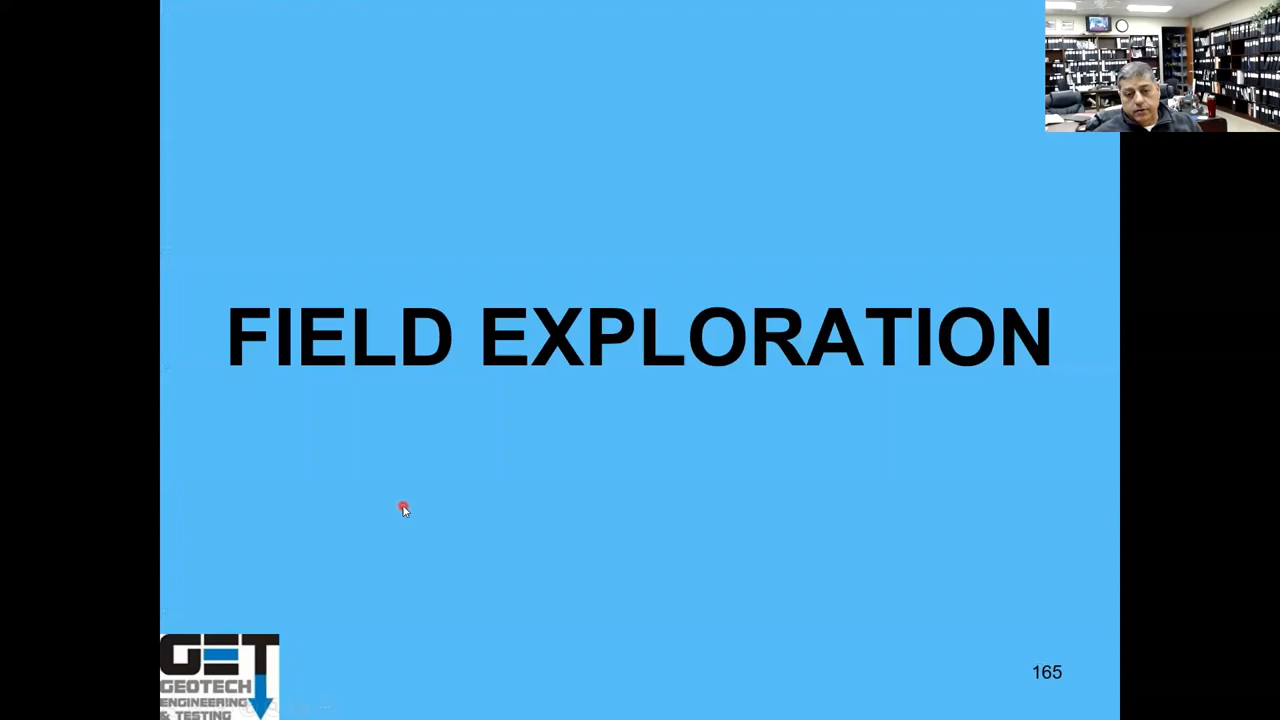 FIELD EXPLORATION
GET
GEOTECH
ENGINEERING
& TESTING
165